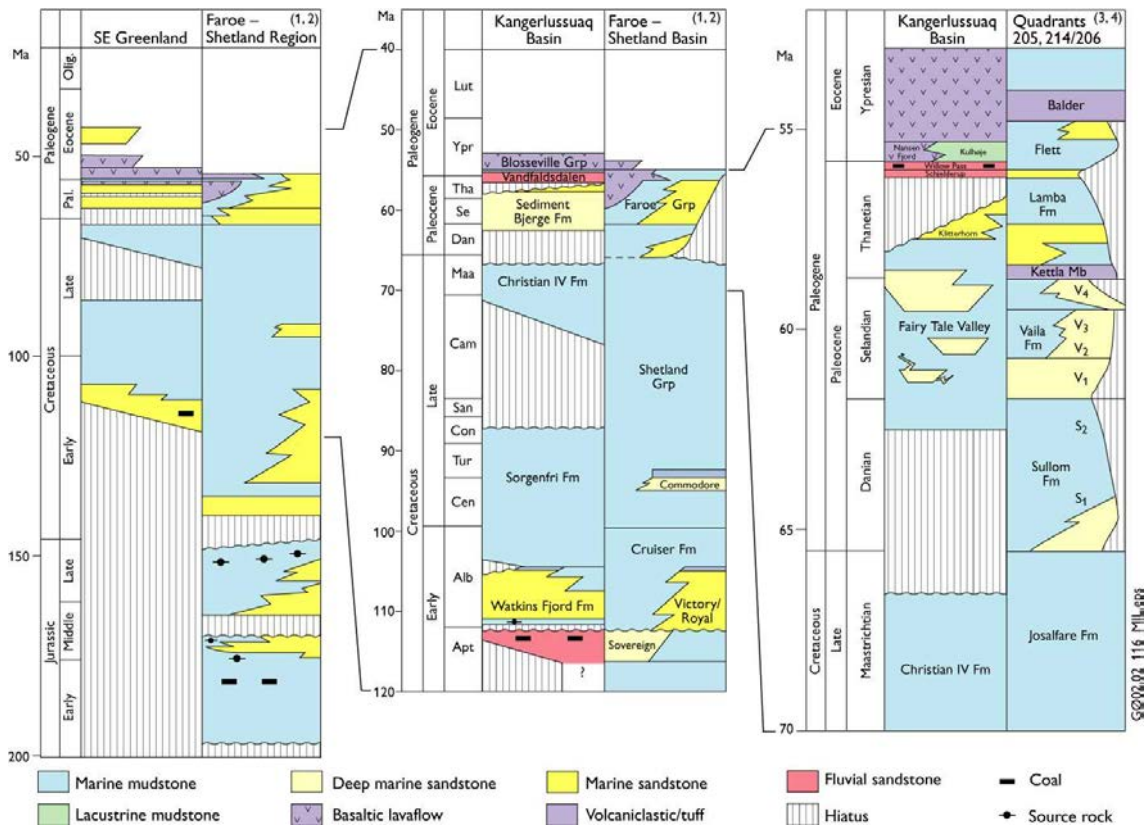 Ma
SE Greenland
Faroe –
Shetland Region
(1, 2)
Paleogene
Olig.
Eocene
Pal.
Cretaceous
Late
Early
Jurassic
Late
Middle
Early
50
100
150
200
Ma
Kangerlussuaq
Basin
Faroe –
Shetland Basin
(1, 2)
40
50
60
70
80
90
100
110
120
Paleogene
Eocene
Paleocene
Cretaceous
Late
Early
Lut
Ypr
Tha
Se
Dan
Maa
Cam
San
Con
Tur
Cen
Alb
Apt
Blosseville Grp
Vandfaldsdalen
Sediment
Bjerge Fm
Christian IV Fm
Sorgenfri Fm
Watkins Fjord Fm
?
Faroe
Grp
Shetland
Grp
Commodore
Cruiser Fm
Victory/
Royal
Sovereign
Ma
Kangerlussuaq
Basin
Quadrants
205, 214/206
(3, 4)
55
60
65
70
Paleogene
Eocene
Paleocene
Cretaceous
Late
Ypresian
Thanetian
Selandian
Danian
Maastrichtian
Nansen
Fjord
Kulhøje
Willow Pass
Schelderup
Klitterhorn
Fairy Tale Valley
Christian IV Fm
Balder
Flett
Lamba
Fm
Kettla Mb
V4
Vaila
Fm
V3
V2
V1
S2
Sullom
Fm
S1
Josalfare Fm
Marine mudstone
Deep marine sandstone
Marine sandstone
Fluvial sandstone
Coal
Lacustrine mudstone
Basaltic lavaflow
Volcaniclastic/tuff
Hiatus
Source rock